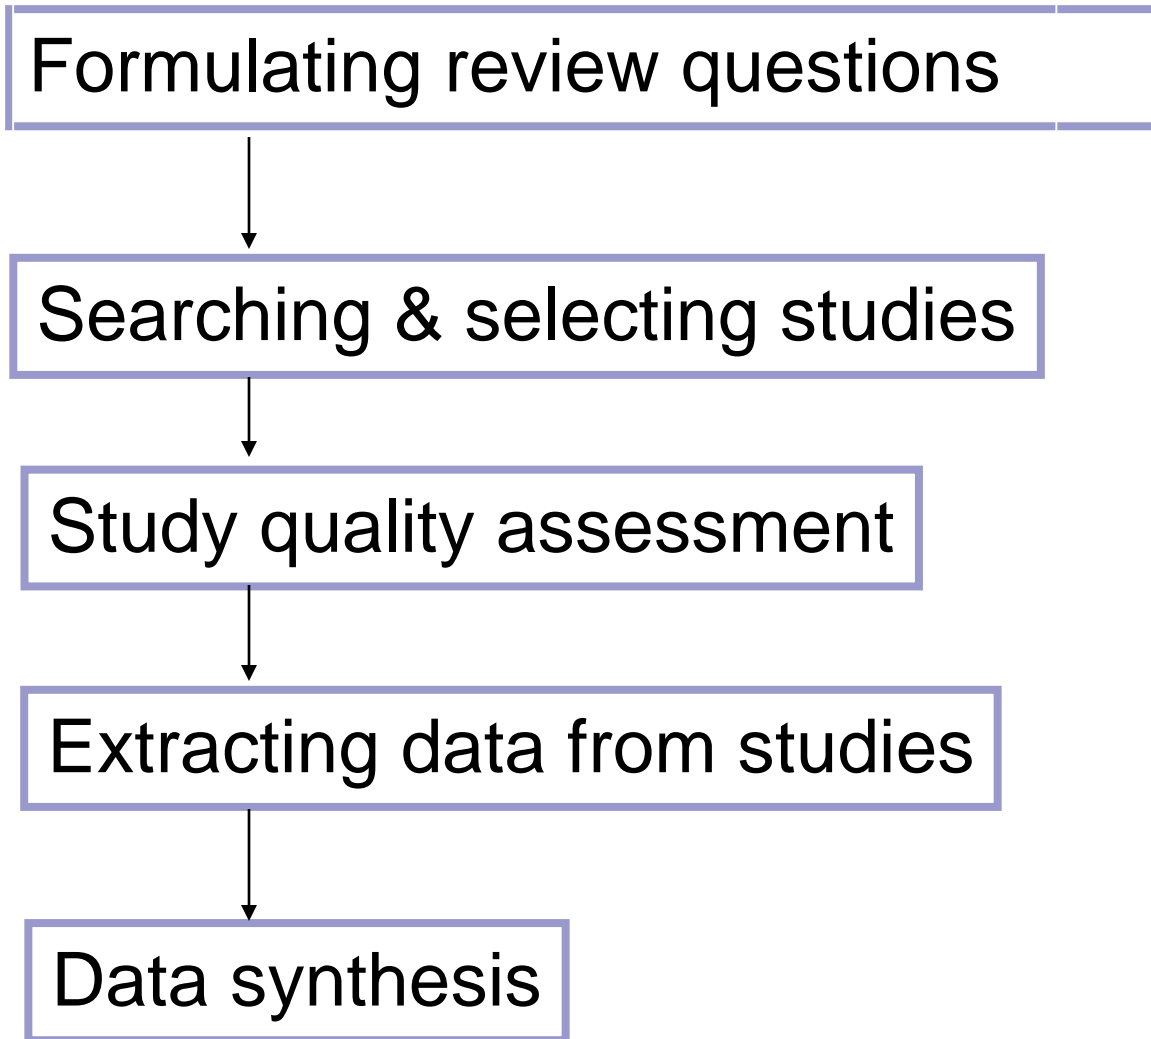 Formulating review questions
Searching & selecting studies
Study quality assessment
Extracting data from studies
Data synthesis